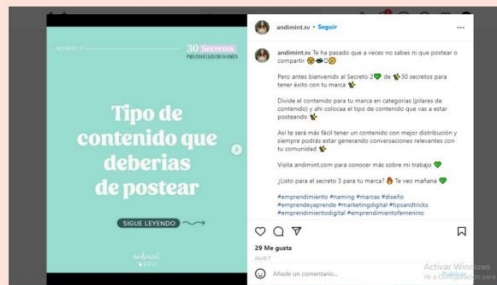 30 Secretos
Tipo de
contenido que
deberias
de postear
SIGUE LEYENDO
andimint
andimint.sv • Seguir
andimint.sv Te ha pasado que a veces no sabes ni que postear o
compartir
Pero antes bienvenidx al Secreto 2💚 de 30 secretos para
tener éxito con tu marca
Divide el contenido para tu marca en categorías (pilares de
contenido) y ahí colocaa el tipo de contenido que vas a estar
posteando
Así te será más fácil tener un contenido con mejor distribución y
siempre podrás estar generando conversaciones relevantes con
tu comunidad
Visita andimint.com para conocer más sobre mi trabajo 💚
¿Listo para el secreto 3 para tu marca? 🔥 Te veo mañana 💚
#emprendimiento #naming #marcas #diseño
#emprendeyaprende #marketingdigital #tipsandtricks
#emprendimientodigital #emprendimientofemenino
29 Me gusta
Añade un comentario...
Activar Windows